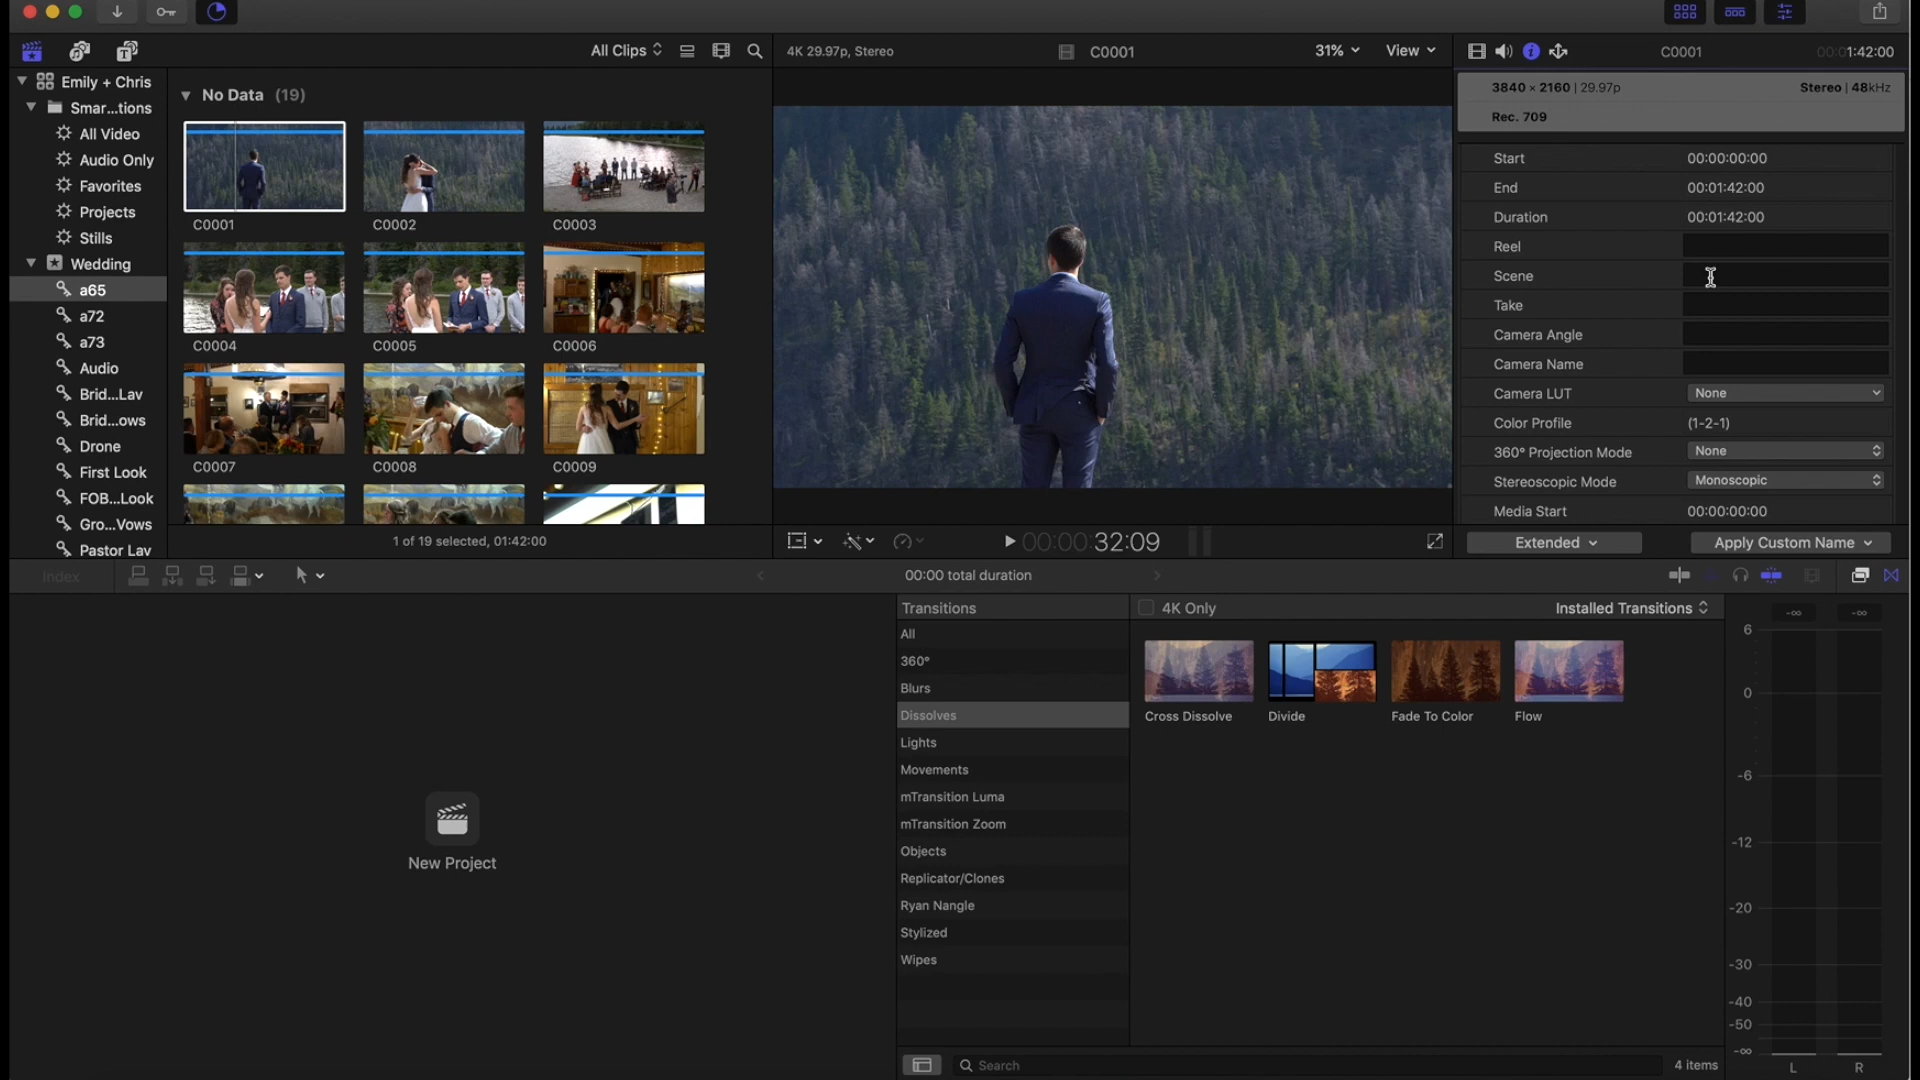 All Clips
4K 29.97p, Stereo
C0001
31%
View
C0001
00:01:42:00
Emily + Chris
Smar...tions
All Video
Audio Only
Favorites
Projects
Stills
Wedding
a65
a72
a73
Audio
Brid...Lav
Brid...ows
Drone
First Look
FOB...Look
Gro...Vows
Pastor Lav
No Data (19)
C0001
C0002
C0003
C0004
C0005
C0006
C0007
C0008
C0009
1 of 19 selected, 01:42:00
00:00:32:09
3840 × 2160 | 29.97p
Stereo | 48kHz
Rec. 709
Start 00:00:00:00
End 00:01:42:00
Duration 00:01:42:00
Reel
Scene
Take
Camera Angle
Camera Name
Camera LUT None
Color Profile (1-2-1)
360° Projection Mode None
Stereoscopic Mode Monoscopic
Media Start 00:00:00:00
Extended
Apply Custom Name
Index
00:00 total duration
New Project
Transitions
All
360°
Blurs
Dissolves
Lights
Movements
mTransition Luma
mTransition Zoom
Objects
Replicator/Clones
Ryan Nangle
Stylized
Wipes
4K Only
Installed Transitions
Cross Dissolve
Divide
Fade To Color
Flow
Search
4 items
-∞ -∞
6
0
-6
-12
-20
-30
-40
-50
-∞
L R